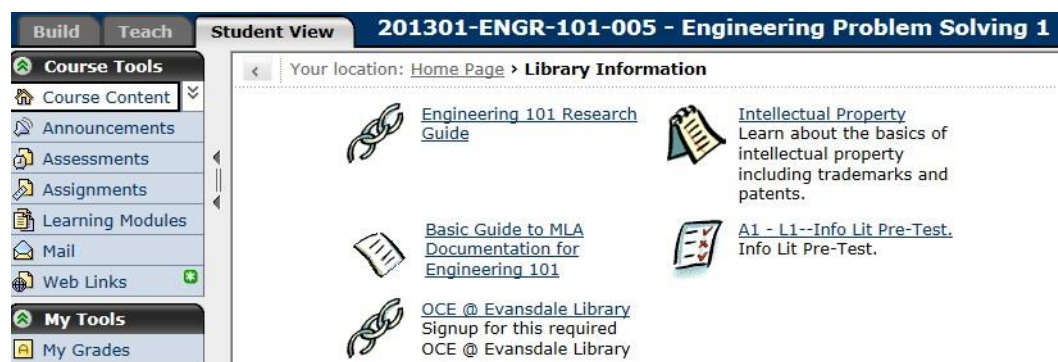 Build Teach Student View 201301-ENGR-101-005 - Engineering Problem Solving 1
Course Tools
Course Content
Announcements
Assessments
Assignments
Learning Modules
Mail
Web Links
My Tools
My Grades
Your location: Home Page › Library Information
Engineering 101 Research
Guide
Intellectual Property
Learn about the basics of
intellectual property
including trademarks and
patents.
Basic Guide to MLA
Documentation for
Engineering 101
A1 - L1--Info Lit Pre-Test.
Info Lit Pre-Test.
OCE @ Evansdale Library
Signup for this required
OCE @ Evansdale Library